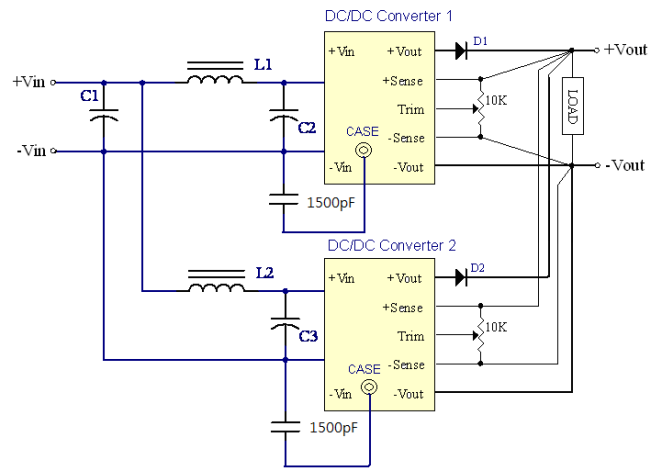 DC/DC Converter 1
+Vin
+Vout
D1
+Vout
L1
+Sense
+Vin
C1
10K
LOAD
Trim
C2
CASE
-Sense
-Vin
-Vin
-Vout
-Vout
1500pF
DC/DC Converter 2
L2
+Vin
+Vout
D2
+Sense
10K
C3
Trim
CASE
-Sense
-Vin
-Vout
1500pF